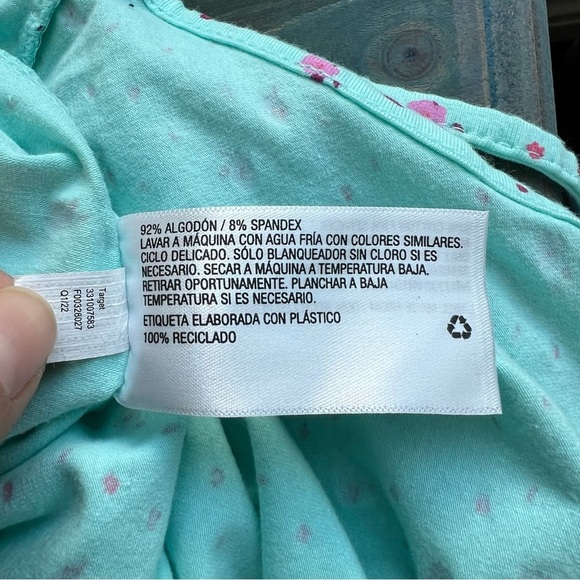 92% ALGODÓN / 8% SPANDEX
LAVAR A MÁQUINA CON AGUA FRÍA CON COLORES SIMILARES.
CICLO DELICADO. SÓLO BLANQUEADOR SIN CLORO SI ES
NECESARIO. SECAR A MÁQUINA A TEMPERATURA BAJA.
RETIRAR OPORTUNAMENTE. PLANCHAR A BAJA
TEMPERATURA SI ES NECESARIO.
ETIQUETA ELABORADA CON PLÁSTICO
100% RECICLADO
Target
331007583
F00328027
Q1/22